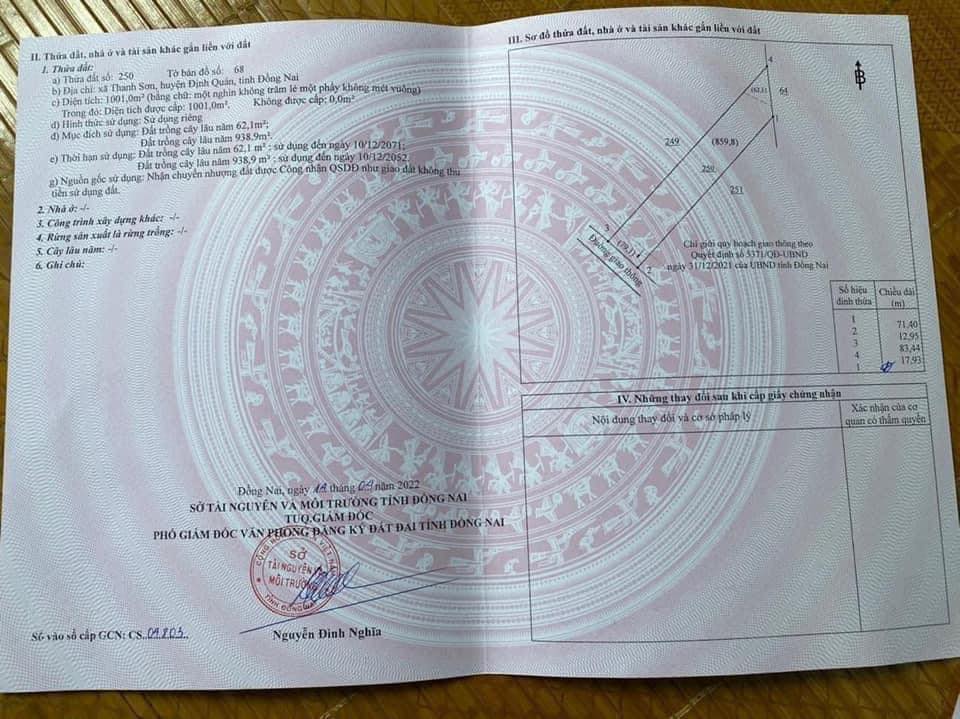 II. Thửa đất, nhà ở và tài sản khác gắn liền với đất
1. Thửa đất:
a) Thửa đất số: 250 Tờ bản đồ số: 68
b) Địa chỉ: xã Thanh Sơn, huyện Định Quán, tỉnh Đồng Nai
c) Diện tích: 1001,0m² (bằng chữ: một nghìn không trăm lẻ một phẩy không mét vuông)
Trong đó: Diện tích được cấp: 1001,0m². Không được cấp: 0,0m²
d) Hình thức sử dụng: Sử dụng riêng
đ) Mục đích sử dụng: Đất trồng cây lâu năm 62,1m²;
Đất trồng cây lâu năm 938,9m².
e) Thời hạn sử dụng: Đất trồng cây lâu năm 62,1 m² ; sử dụng đến ngày 10/12/2071;
Đất trồng cây lâu năm 938,9 m² ; sử dụng đến ngày 10/12/2052.
g) Nguồn gốc sử dụng: Nhận chuyển nhượng đất được Công nhận QSDĐ như giao đất không thu
tiền sử dụng đất.
2. Nhà ở: -/-
3. Công trình xây dựng khác: -/-
4. Rừng sản xuất là rừng trồng: -/-
5. Cây lâu năm: -/-
6. Ghi chú:
Đồng Nai, ngày tháng 04 năm 2022
SỞ TÀI NGUYÊN VÀ MÔI TRƯỜNG TỈNH ĐỒNG NAI
TUQ.GIÁM ĐỐC
PHÓ GIÁM ĐỐC VĂN PHÒNG ĐĂNG KÝ ĐẤT ĐAI TỈNH ĐỒNG NAI
SỞ
TÀI NGUYÊN
MÔI TRƯỜNG
TỈNH ĐỒNG NAI
Nguyễn Đình Nghĩa
Số vào sổ cấp GCN: CS..04803..
III. Sơ đồ thửa đất, nhà ở và tài sản khác gắn liền với đất
B
4
(62,1)
64
1
249
(859,8)
250
251
3
(79,1)
2
Đường giao thông
Chỉ giới quy hoạch giao thông theo
Quyết định số 5371/QĐ-UBND
ngày 31/12/2021 của UBND tỉnh Đồng Nai
Số hiệu đỉnh thửa Chiều dài (m)
1
71,40
2
12,95
3
83,44
4
17,93
1
IV. Những thay đổi sau khi cấp giấy chứng nhận
Nội dung thay đổi và cơ sở pháp lý
Xác nhận của cơ
quan có thẩm quyền